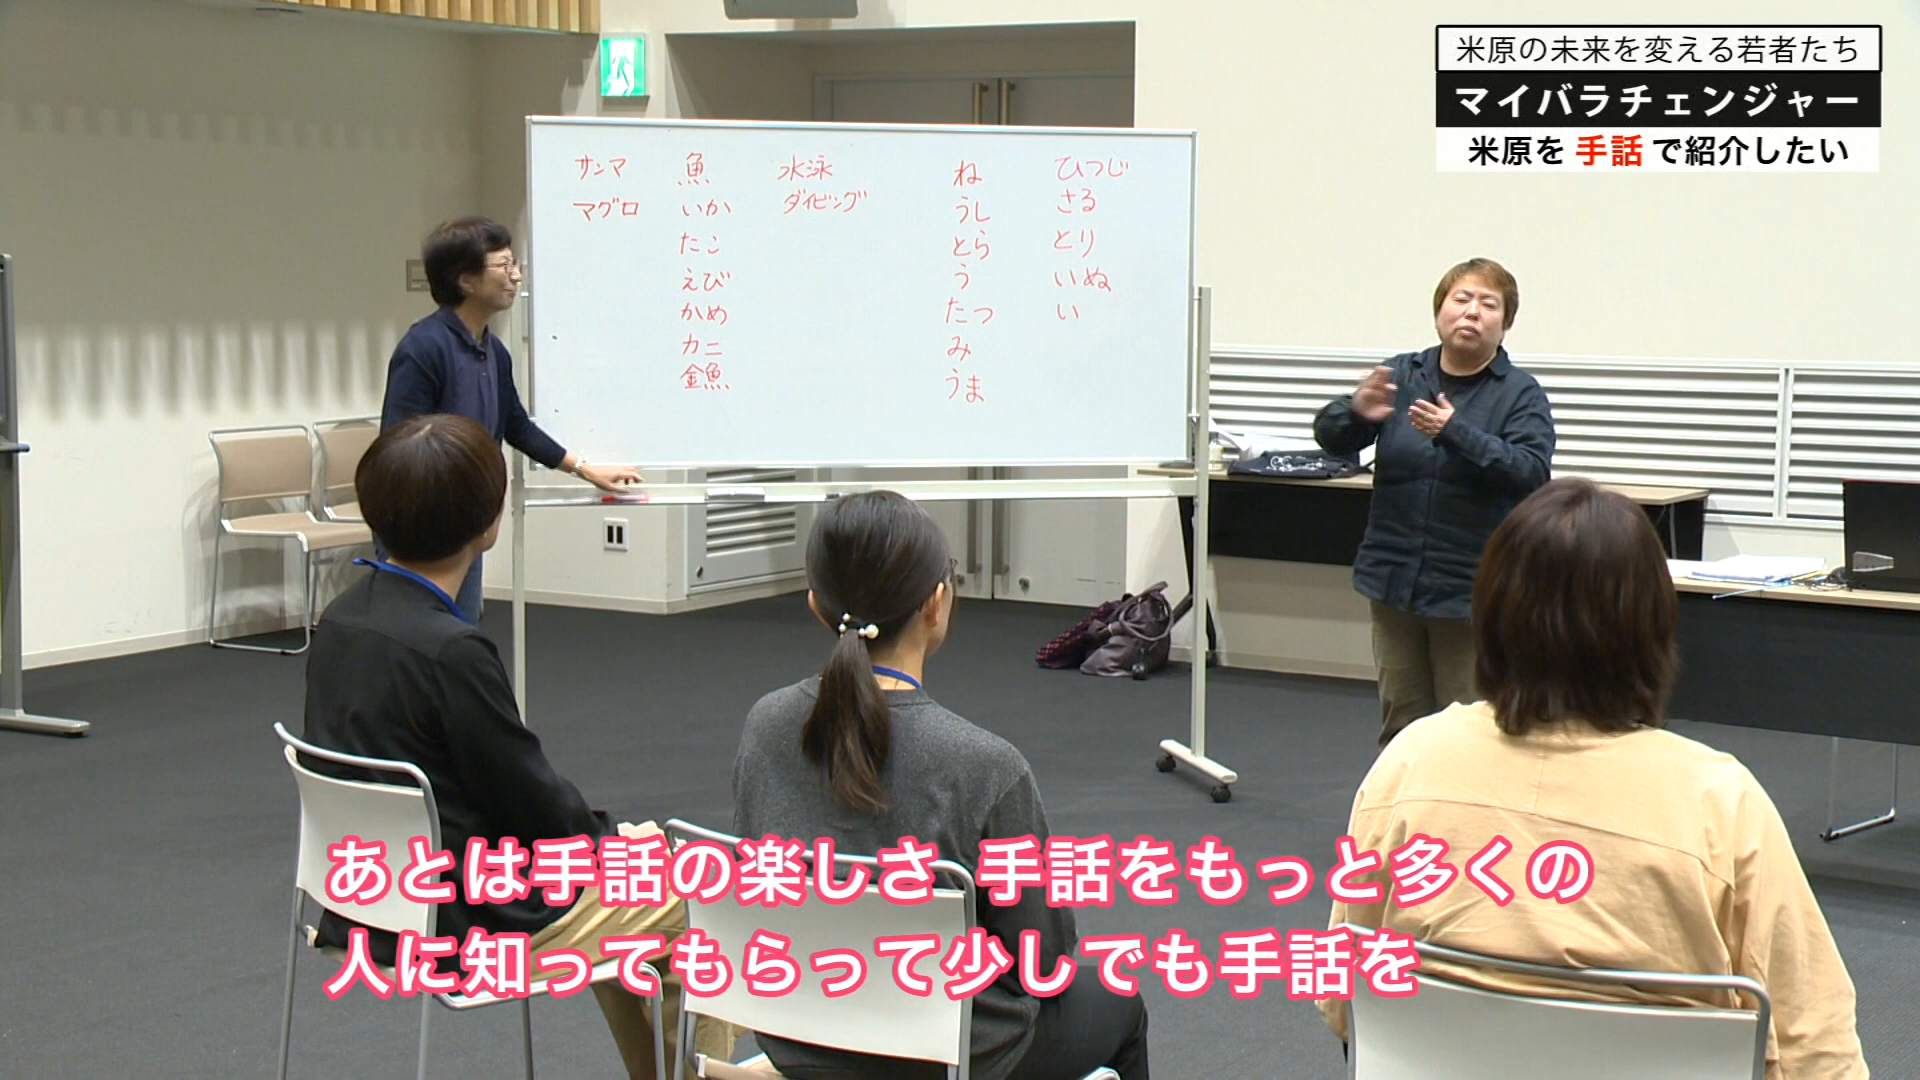 米原の未来を変える若者たち
マイバラチェンジャー
米原を 手話 で紹介したい
サンマ 魚 水泳 ね ひつじ
マグロ いか ダイビング うし さる
たこ とら とり
えび う いぬ
かめ たつ い
カニ み
金魚 うま
あとは手話の楽しさ 手話をもっと多くの
人に知ってもらって少しでも手話を